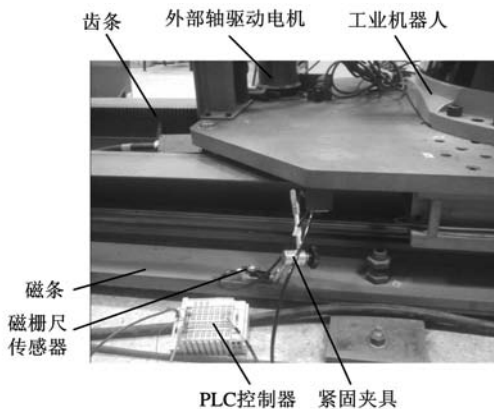 齿条
外部轴驱动电机
工业机器人
磁条
磁栅尺
传感器
PLC控制器
紧固夹具